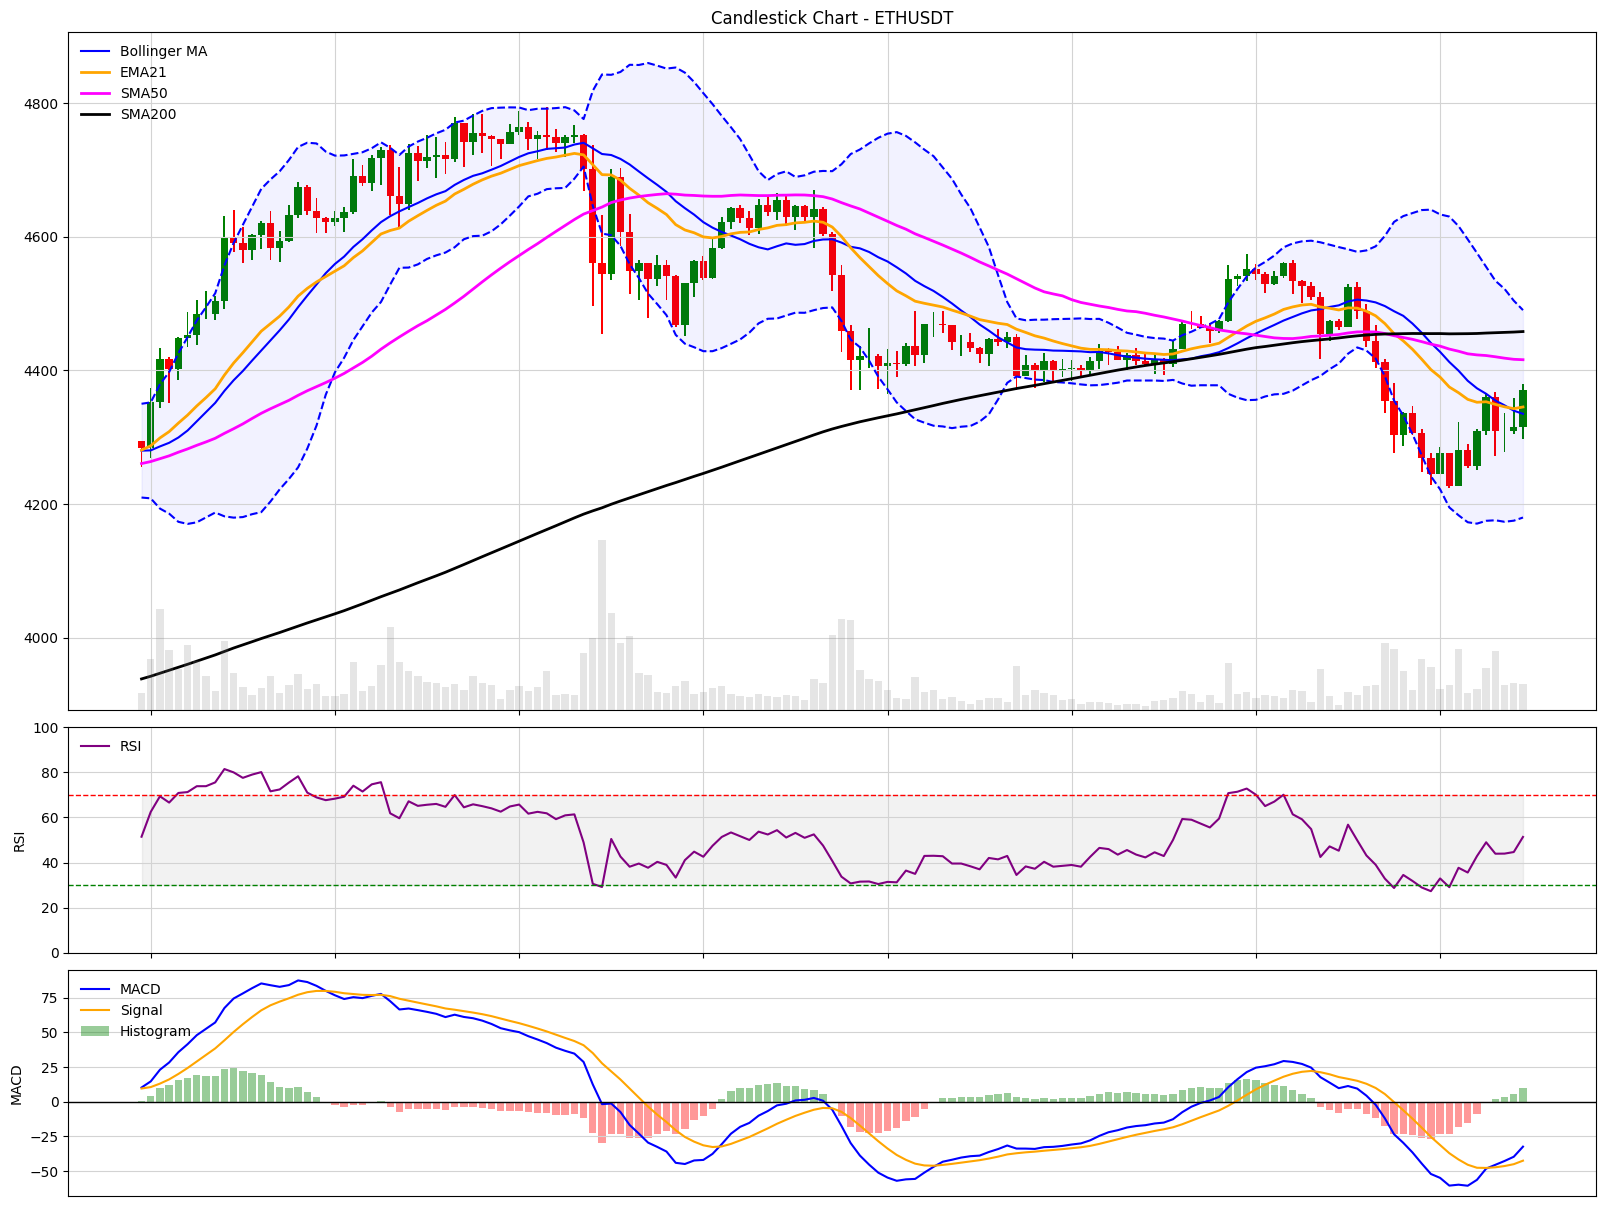 Candlestick Chart - ETHUSDT
Bollinger MA
EMA21
SMA50
SMA200
4800
4600
4400
4200
4000
RSI
100
80
60
40
20
0
RSI
MACD
Signal
Histogram
75
50
25
0
−25
−50
MACD